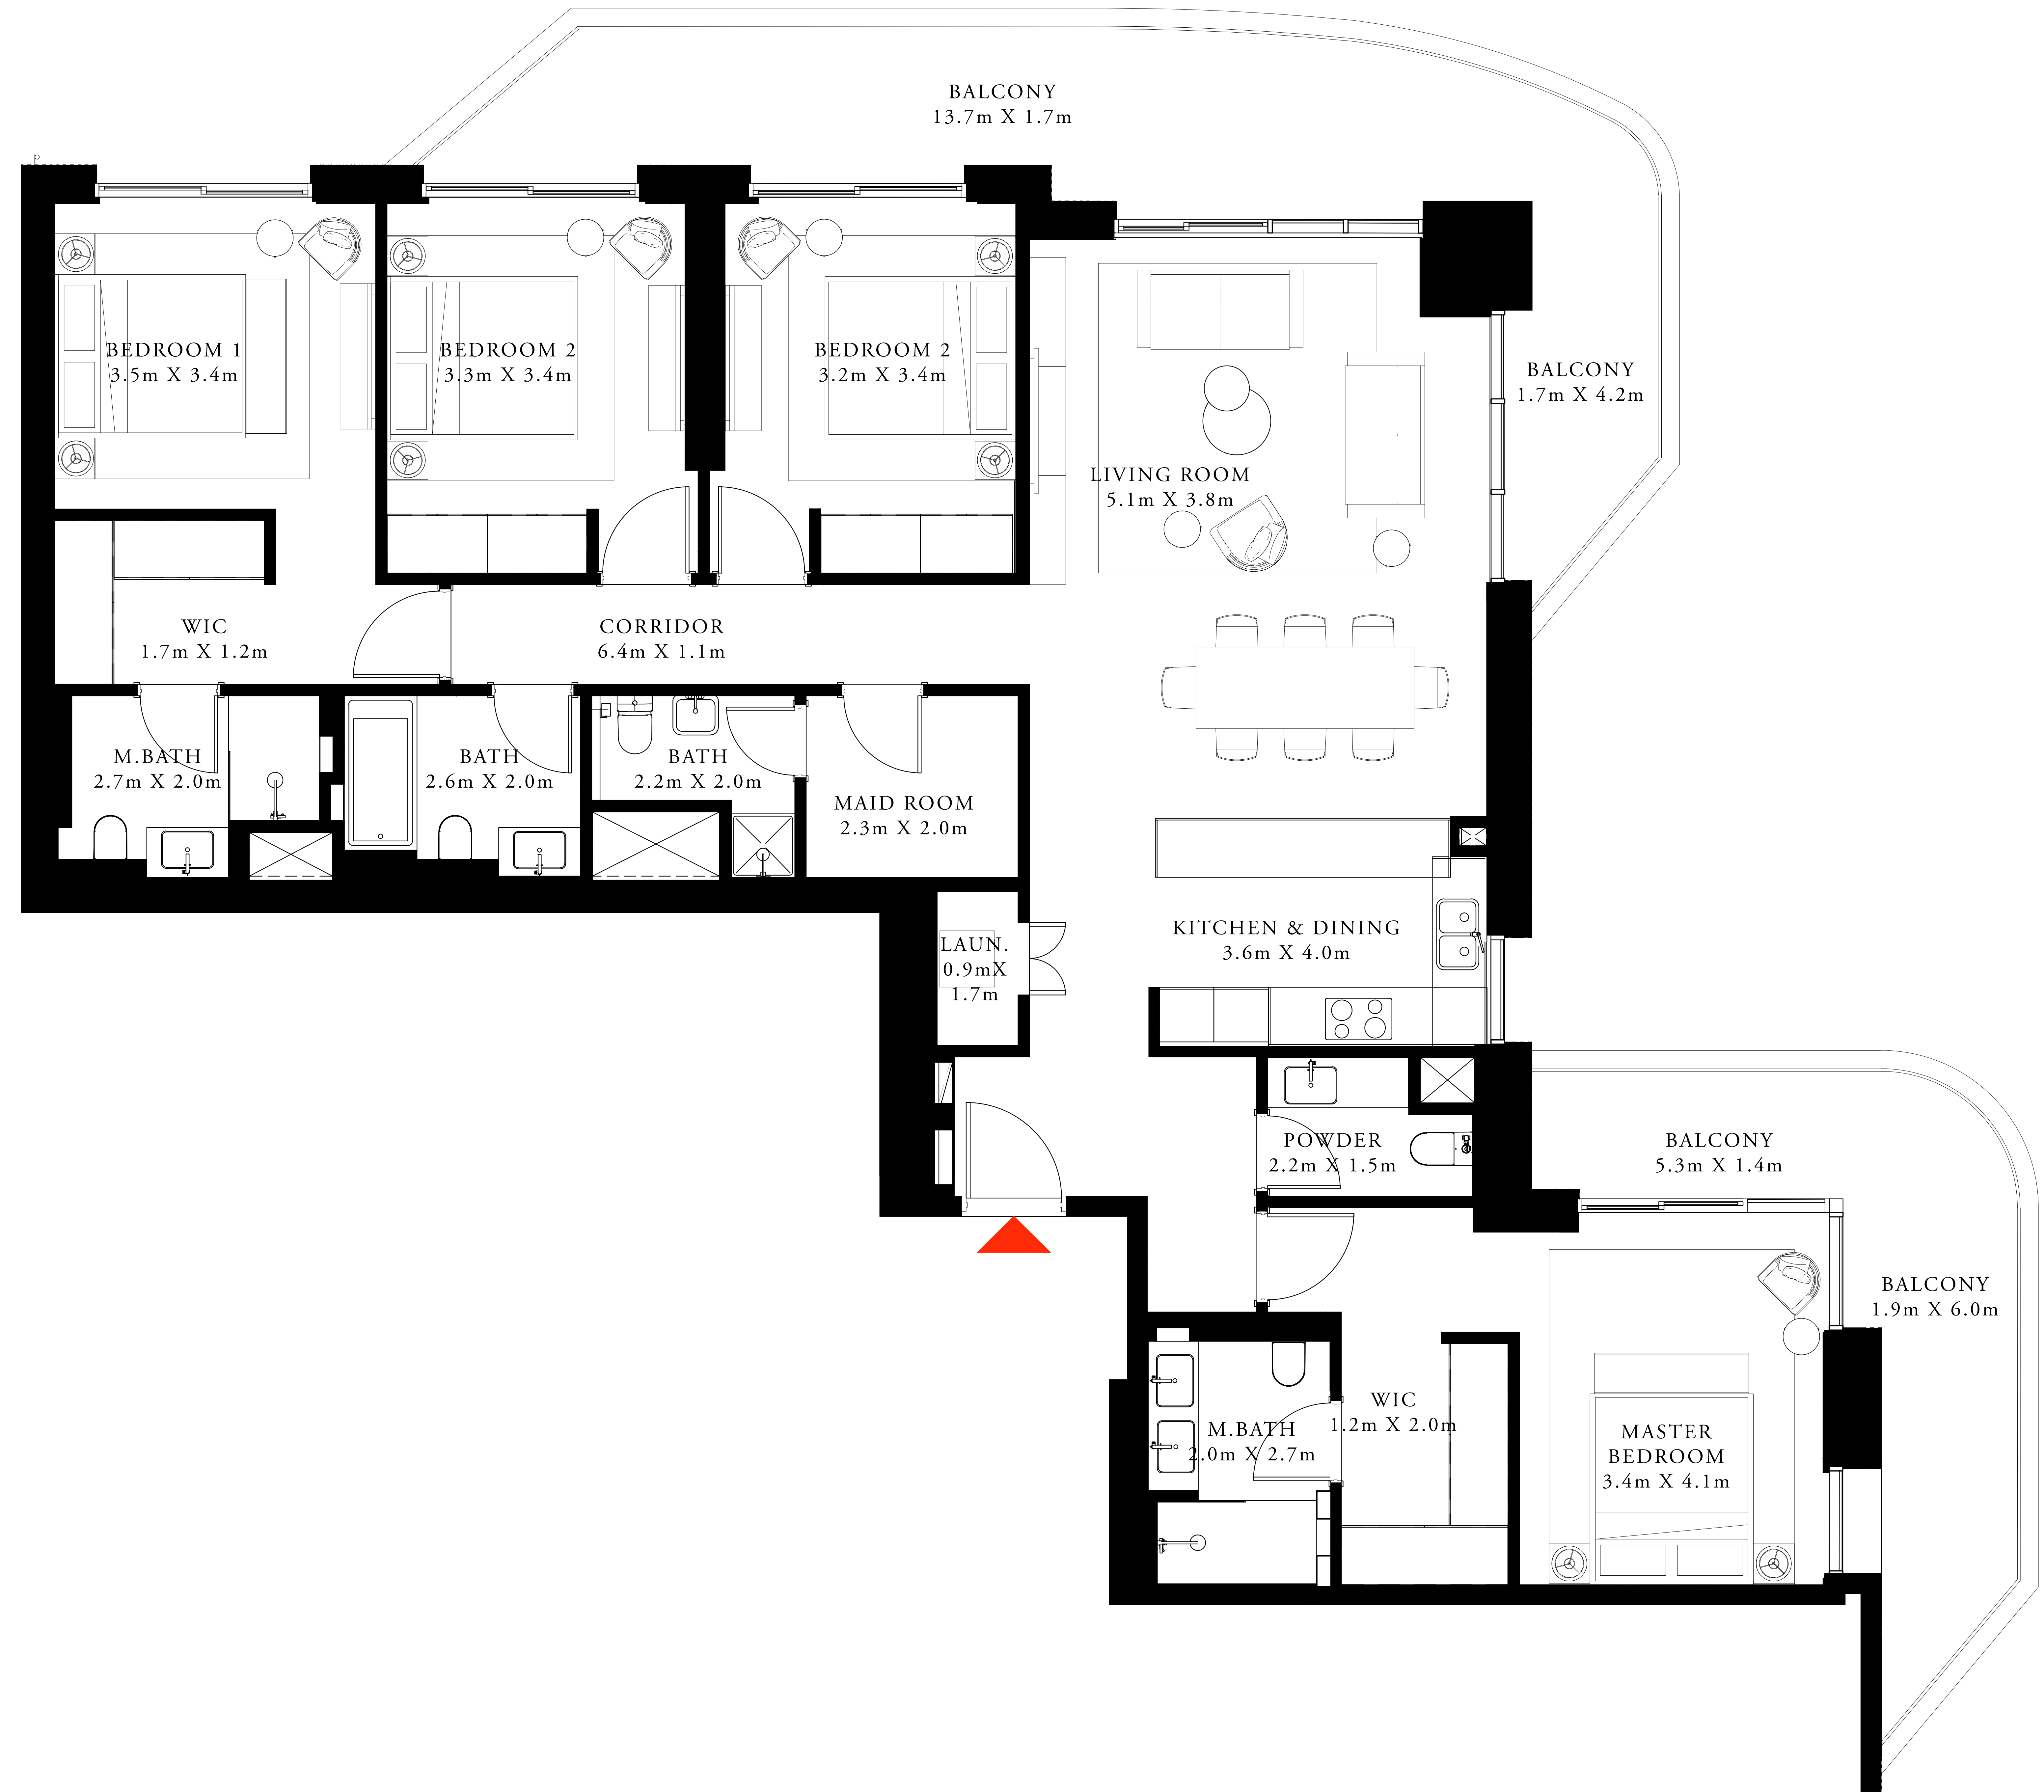 BALCONY
13.7m X 1.7m
BEDROOM 1
3.5m X 3.4m
BEDROOM 2
3.3m X 3.4m
BEDROOM 2
3.2m X 3.4m
BALCONY
1.7m X 4.2m
LIVING ROOM
5.1m X 3.8m
WIC
1.7m X 1.2m
CORRIDOR
6.4m X 1.1m
M.BATH
2.7m X 2.0m
BATH
2.6m X 2.0m
BATH
2.2m X 2.0m
MAID ROOM
2.3m X 2.0m
KITCHEN & DINING
3.6m X 4.0m
LAUN.
0.9mX
1.7m
POWDER
2.2m X 1.5m
BALCONY
5.3m X 1.4m
BALCONY
1.9m X 6.0m
WIC
1.2m X 2.0m
M.BATH
2.0m X 2.7m
MASTER
BEDROOM
3.4m X 4.1m